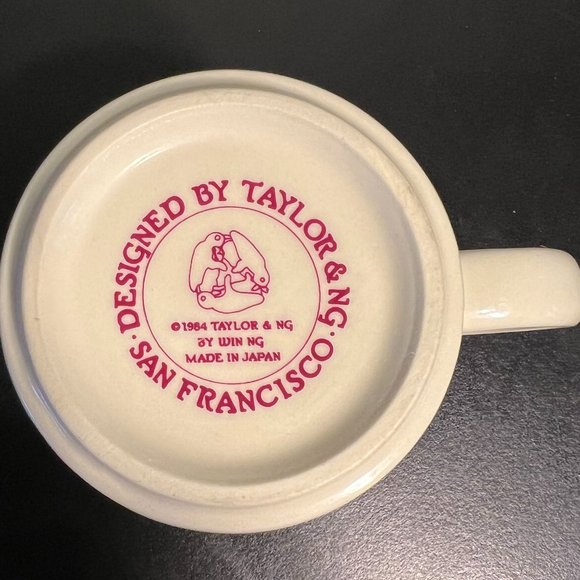 DESIGNED BY TAYLOR & NG
· SAN FRANCISCO ·
©1984 TAYLOR & NG
BY WIN NG
MADE IN JAPAN